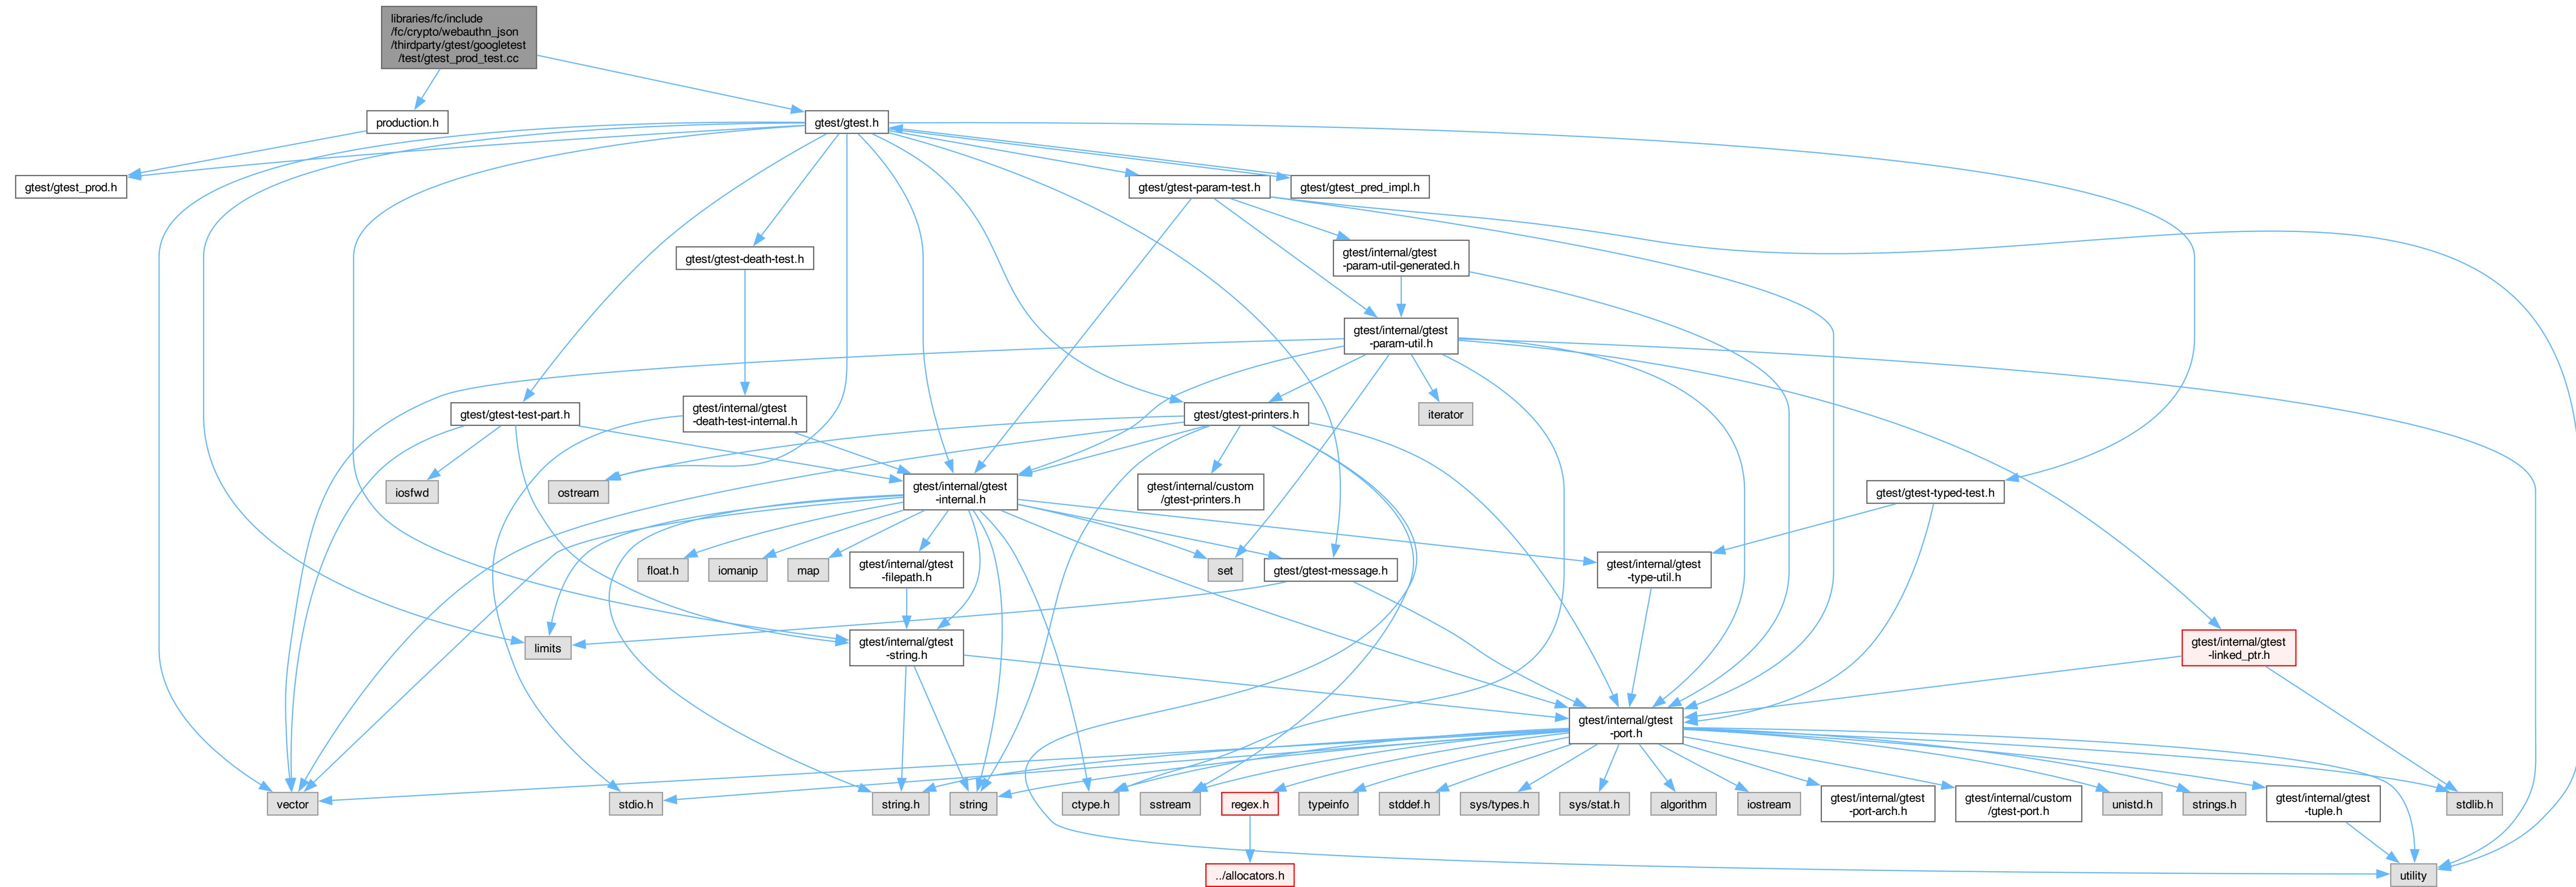 libraries/fc/include
/fc/crypto/webauthn_json
/thirdparty/gtest/googletest
/test/gtest_prod_test.cc
production.h
gtest/gtest.h
gtest/gtest_prod.h
gtest/gtest-param-test.h
gtest/gtest_pred_impl.h
gtest/gtest-death-test.h
gtest/internal/gtest
-param-util-generated.h
gtest/internal/gtest
-param-util.h
gtest/gtest-test-part.h
gtest/internal/gtest
-death-test-internal.h
gtest/gtest-printers.h
iterator
iosfwd
ostream
gtest/internal/gtest
-internal.h
gtest/internal/custom
/gtest-printers.h
gtest/gtest-typed-test.h
float.h
iomanip
map
gtest/internal/gtest
-filepath.h
set
gtest/gtest-message.h
gtest/internal/gtest
-type-util.h
limits
gtest/internal/gtest
-string.h
gtest/internal/gtest
-linked_ptr.h
gtest/internal/gtest
-port.h
vector
stdio.h
string.h
string
ctype.h
sstream
regex.h
typeinfo
stddef.h
sys/types.h
sys/stat.h
algorithm
iostream
gtest/internal/gtest
-port-arch.h
gtest/internal/custom
/gtest-port.h
unistd.h
strings.h
gtest/internal/gtest
-tuple.h
stdlib.h
../allocators.h
utility